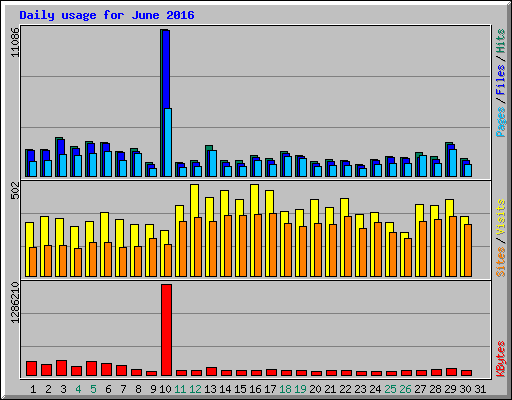 Daily usage for June 2016
11086
Pages / Files / Hits
502
Sites / Visits
1286210
KBytes
1 2 3 4 5 6 7 8 9 10 11 12 13 14 15 16 17 18 19 20 21 22 23 24 25 26 27 28 29 30 31